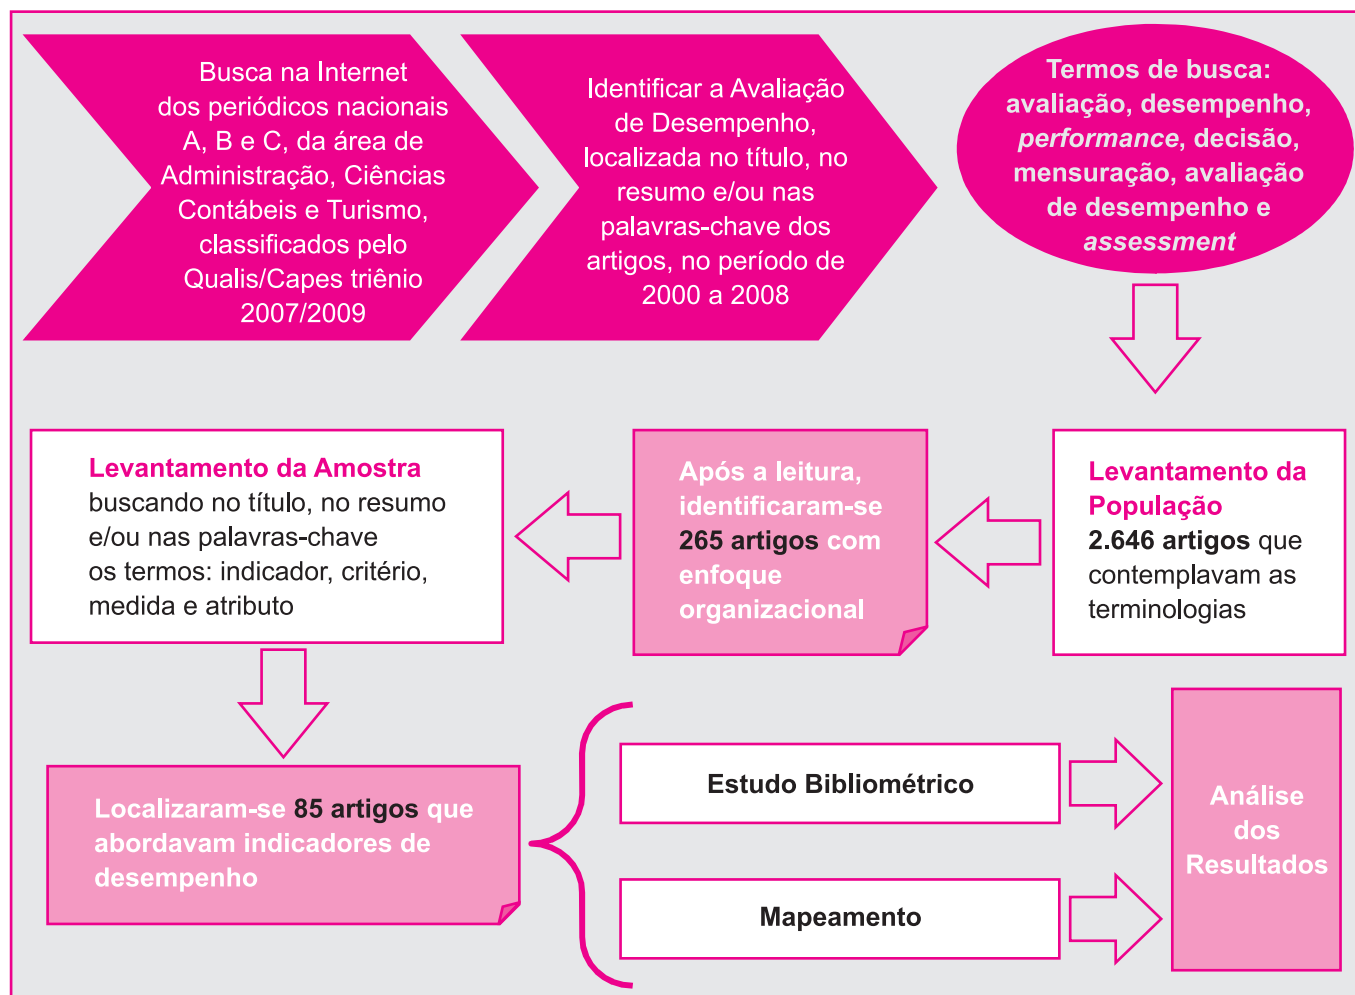 Busca na Internet
dos periódicos nacionais
A, B e C, da área de
Administração, Ciências
Contábeis e Turismo,
classificados pelo
Qualis/Capes triênio
2007/2009
Identificar a Avaliação
de Desempenho,
localizada no título, no
resumo e/ou nas
palavras-chave dos
artigos, no período de
2000 a 2008
Termos de busca:
avaliação, desempenho,
performance, decisão,
mensuração, avaliação
de desempenho e
assessment
Levantamento da
População
2.646 artigos que
contemplavam as
terminologias
Após a leitura,
identificaram-se
265 artigos com
enfoque
organizacional
Levantamento da Amostra
buscando no título, no resumo
e/ou nas palavras-chave
os termos: indicador, critério,
medida e atributo
Localizaram-se 85 artigos que
abordavam indicadores de
desempenho
Estudo Bibliométrico
Mapeamento
Análise
dos
Resultados